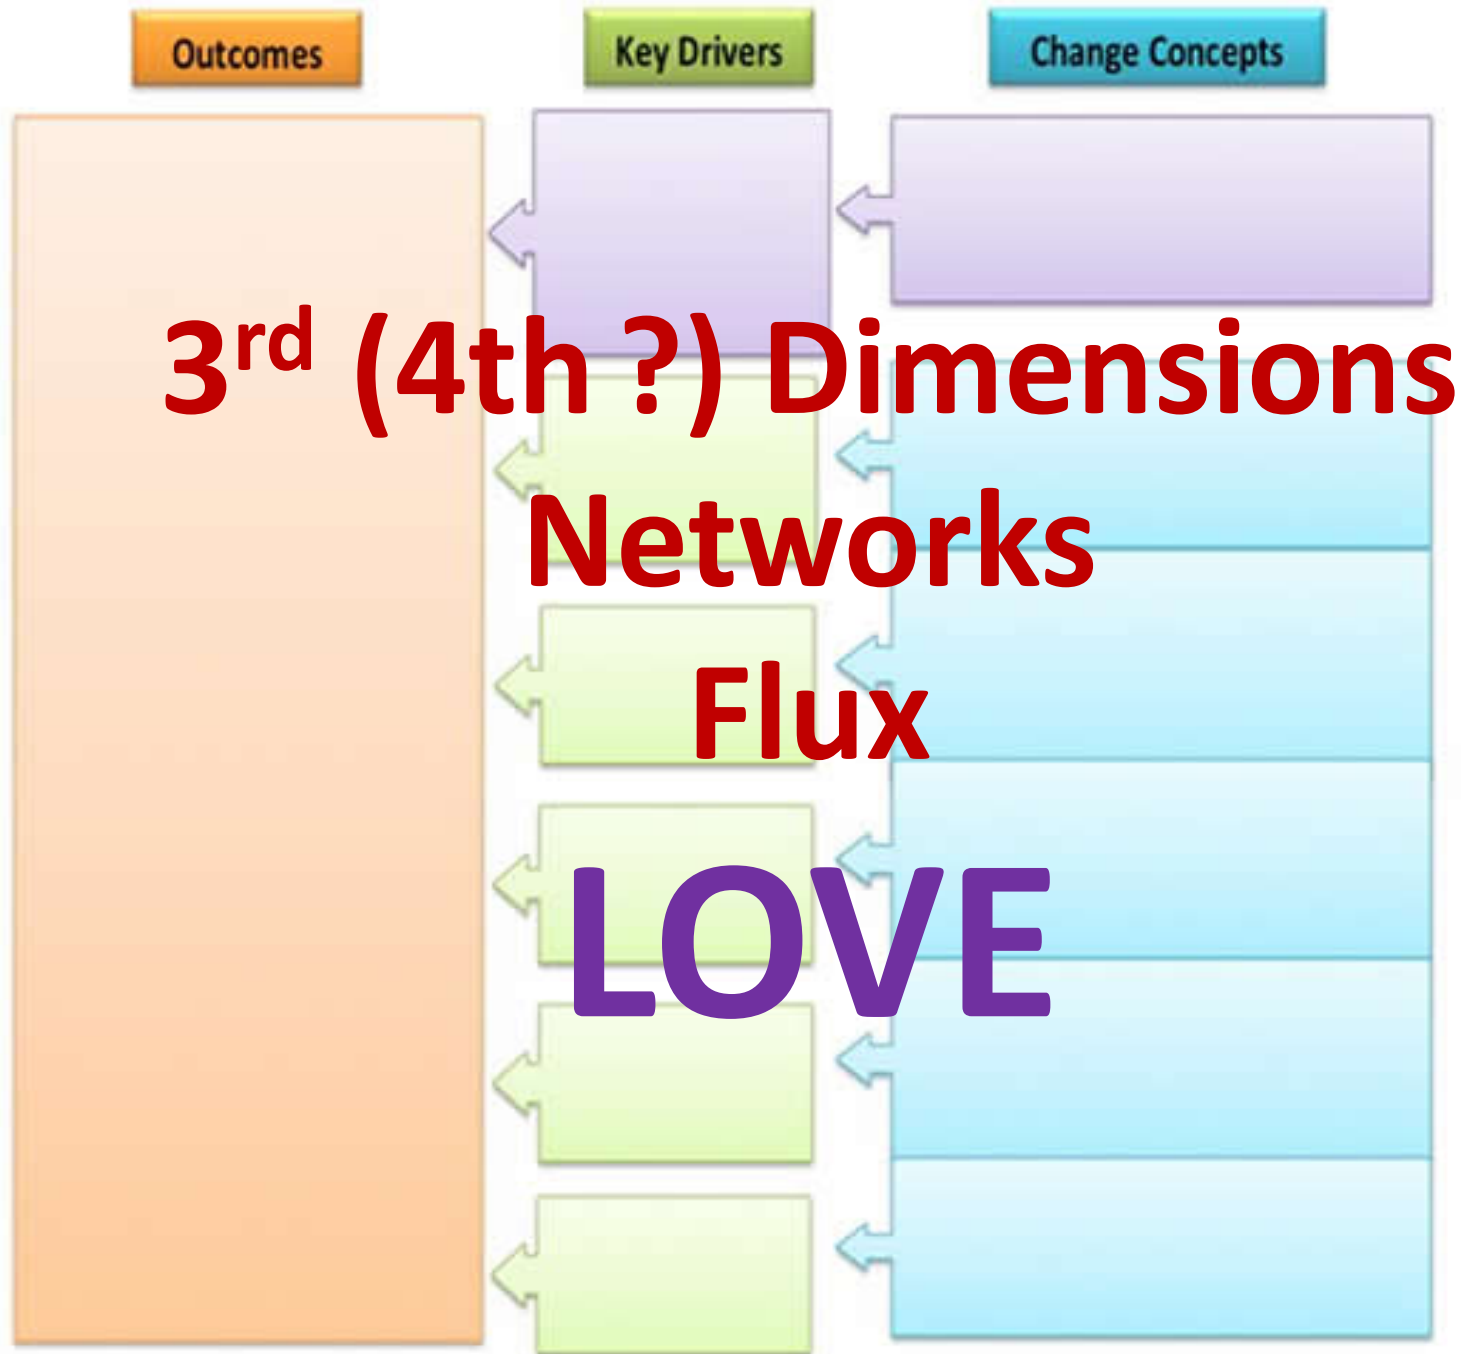 Outcomes
Key Drivers
Change Concepts
3rd (4th ?) Dimensions
Networks
Flux
LOVE